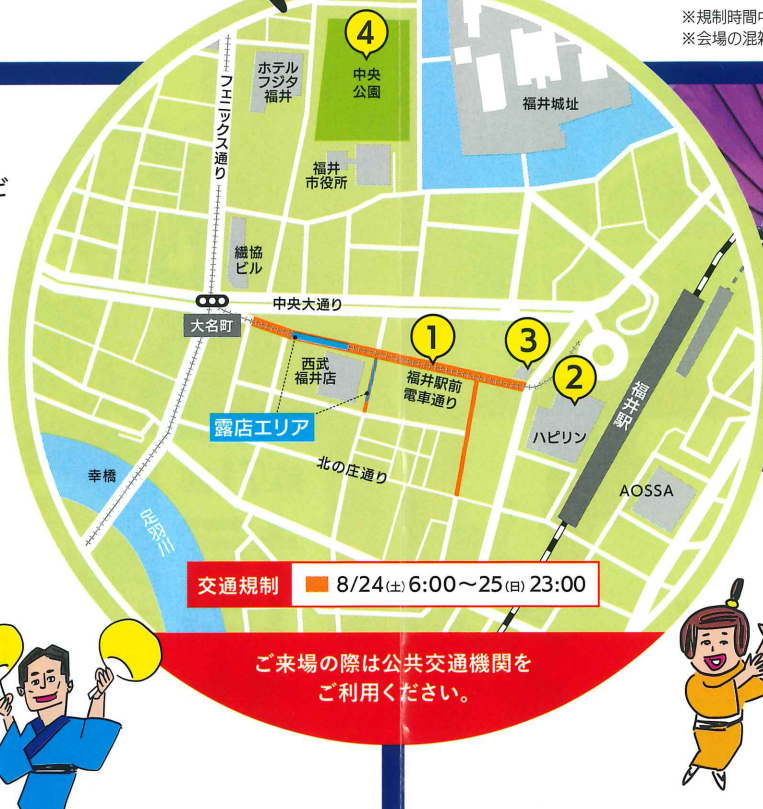 ※規制時間中
※会場の混雑
ど
4
中央
公園
ホテル
フジタ
福井
福井城址
フェニックス通り
福井
市役所
繊協
ビル
中央大通り
大名町
1
3
2
西武
福井店
福井駅前
電車通り
福井駅
ハピリン
露店エリア
北の庄通り
幸橋
足羽川
AOSSA
交通規制
8/24(土)6:00〜25(日)23:00
ご来場の際は公共交通機関を
ご利用ください。